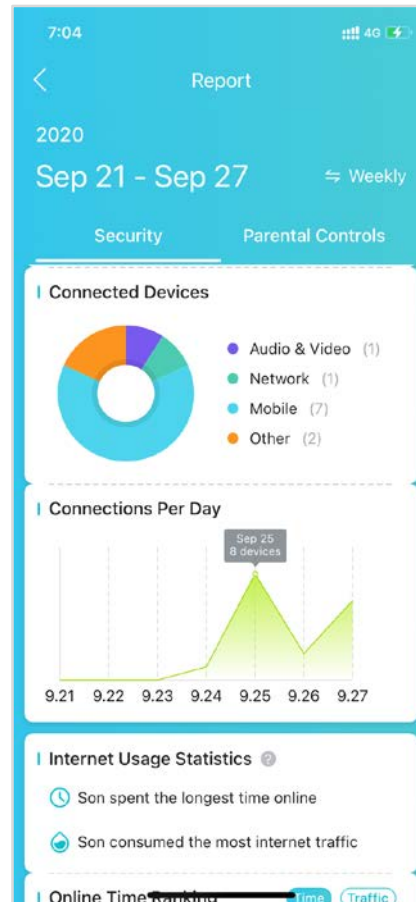 7:04
4G
Report
2020
Sep 21 - Sep 27
Weekly
Security
Parental Controls
Connected Devices
Audio & Video (1)
Network (1)
Mobile (7)
Other (2)
Connections Per Day
Sep 25
8 devices
9.21 9.22 9.23 9.24 9.25 9.26 9.27
Internet Usage Statistics ?
Son spent the longest time online
Son consumed the most internet traffic
Online Time Ranking
Time
Traffic